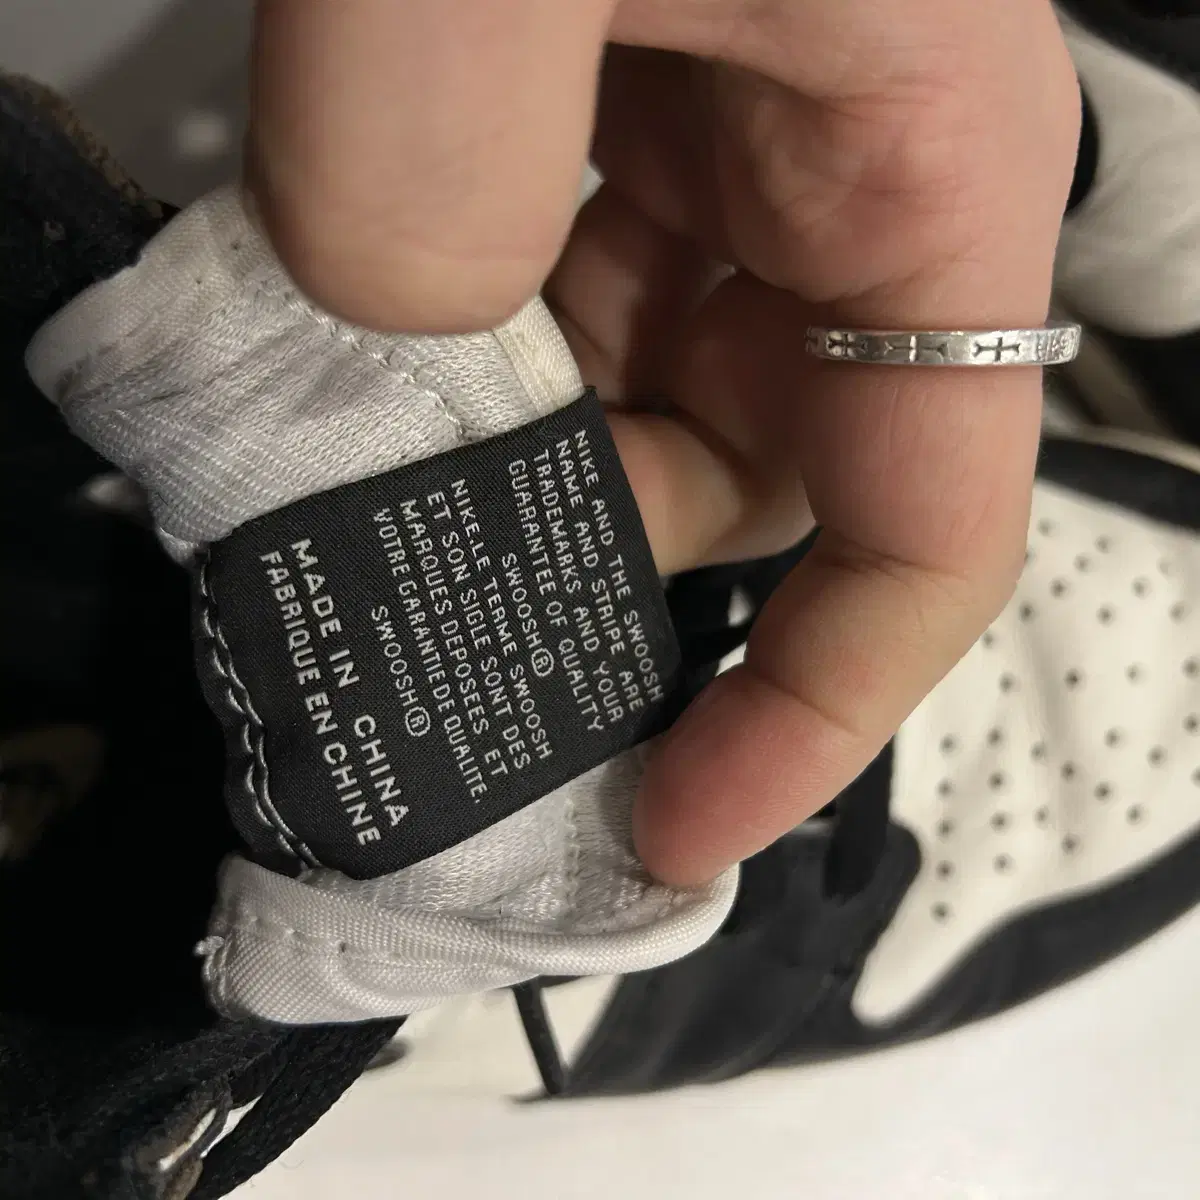 NIKE AND THE SWOOSH
NAME AND STRIPE ARE
TRADEMARKS AND YOUR
GUARANTEE OF QUALITY
SWOOSH®
NIKE.LE TERME SWOOSH
ET SON SIGLE SONT DES
MARQUES DEPOSEES ET
VOTRE GARANTIE DE QUALITE.
SWOOSH®
MADE IN CHINA
FABRIQUE EN CHINE